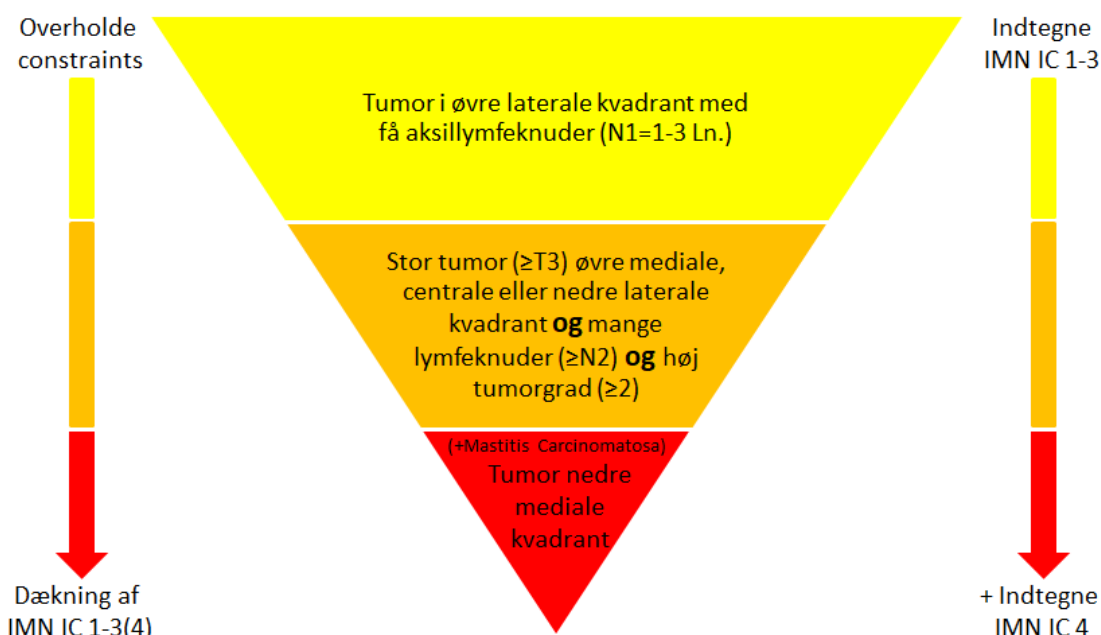 Overholde
constraints
Indtegne
IMN IC 1-3
Tumor i øvre laterale kvadrant med
få aksillymfeknuder (N1=1-3 Ln.)
Stor tumor (≥T3) øvre mediale,
centrale eller nedre laterale
kvadrant og mange
lymfeknuder (≥N2) og høj
tumorgrad (≥2)
(+Mastitis Carcinomatosa)
Tumor nedre
mediale
kvadrant
Dækning af
IMN IC 1-3(4)
+ Indtegne
IMN IC 4